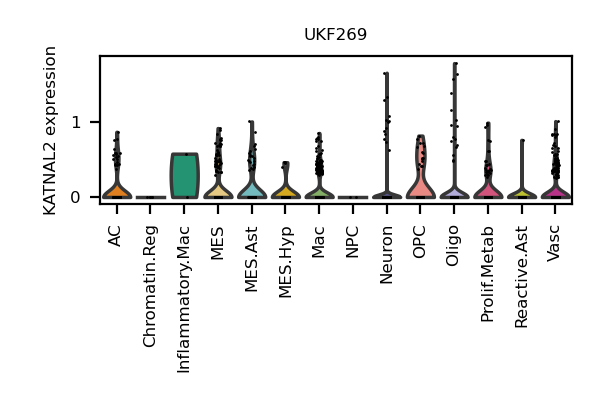 UKF269
KATNAL2 expression
1
0
AC
Chromatin.Reg
Inflammatory.Mac
MES
MES.Ast
MES.Hyp
Mac
NPC
Neuron
OPC
Oligo
Prolif.Metab
Reactive.Ast
Vasc